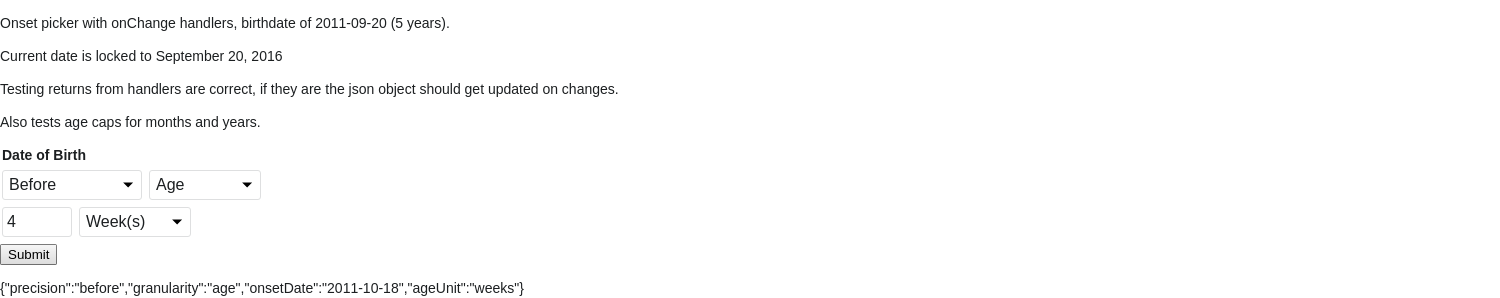 Onset picker with onChange handlers, birthdate of 2011-09-20 (5 years).
Current date is locked to September 20, 2016
Testing returns from handlers are correct, if they are the json object should get updated on changes.
Also tests age caps for months and years.
Date of Birth
Before Age
4 Week(s)
Submit
{"precision":"before","granularity":"age","onsetDate":"2011-10-18","ageUnit":"weeks"}